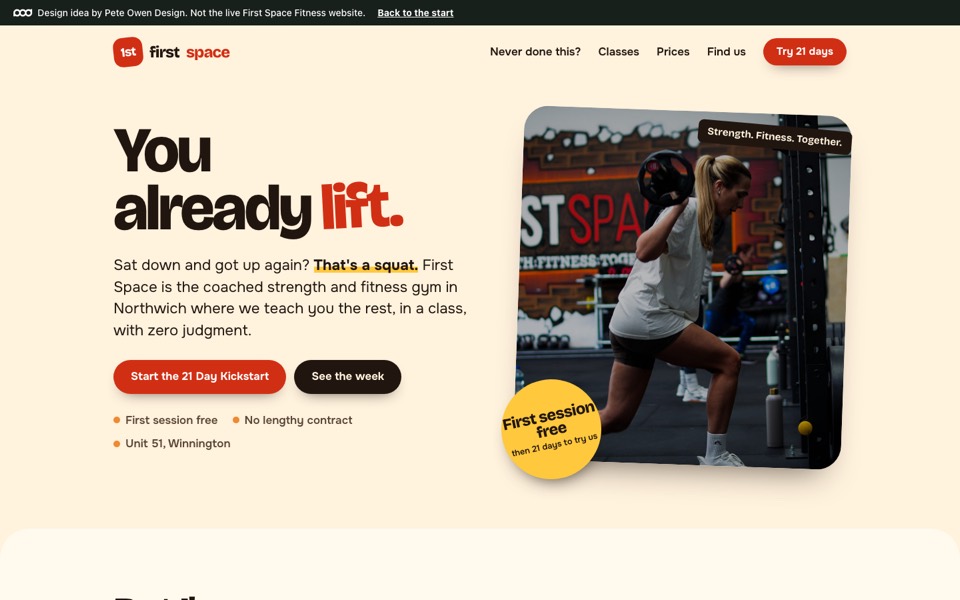 Design idea by Pete Owen Design. Not the live First Space Fitness website. Back to the start
1st first space
Never done this? Classes Prices Find us Try 21 days
You
already lift.
Sat down and got up again? That's a squat. First
Space is the coached strength and fitness gym in
Northwich where we teach you the rest, in a class,
with zero judgment.
Start the 21 Day Kickstart See the week
First session free No lengthy contract
Unit 51, Winnington
Strength. Fitness. Together.
ST SPA
TH FITNESS TOG
First session
free
then 21 days to try us